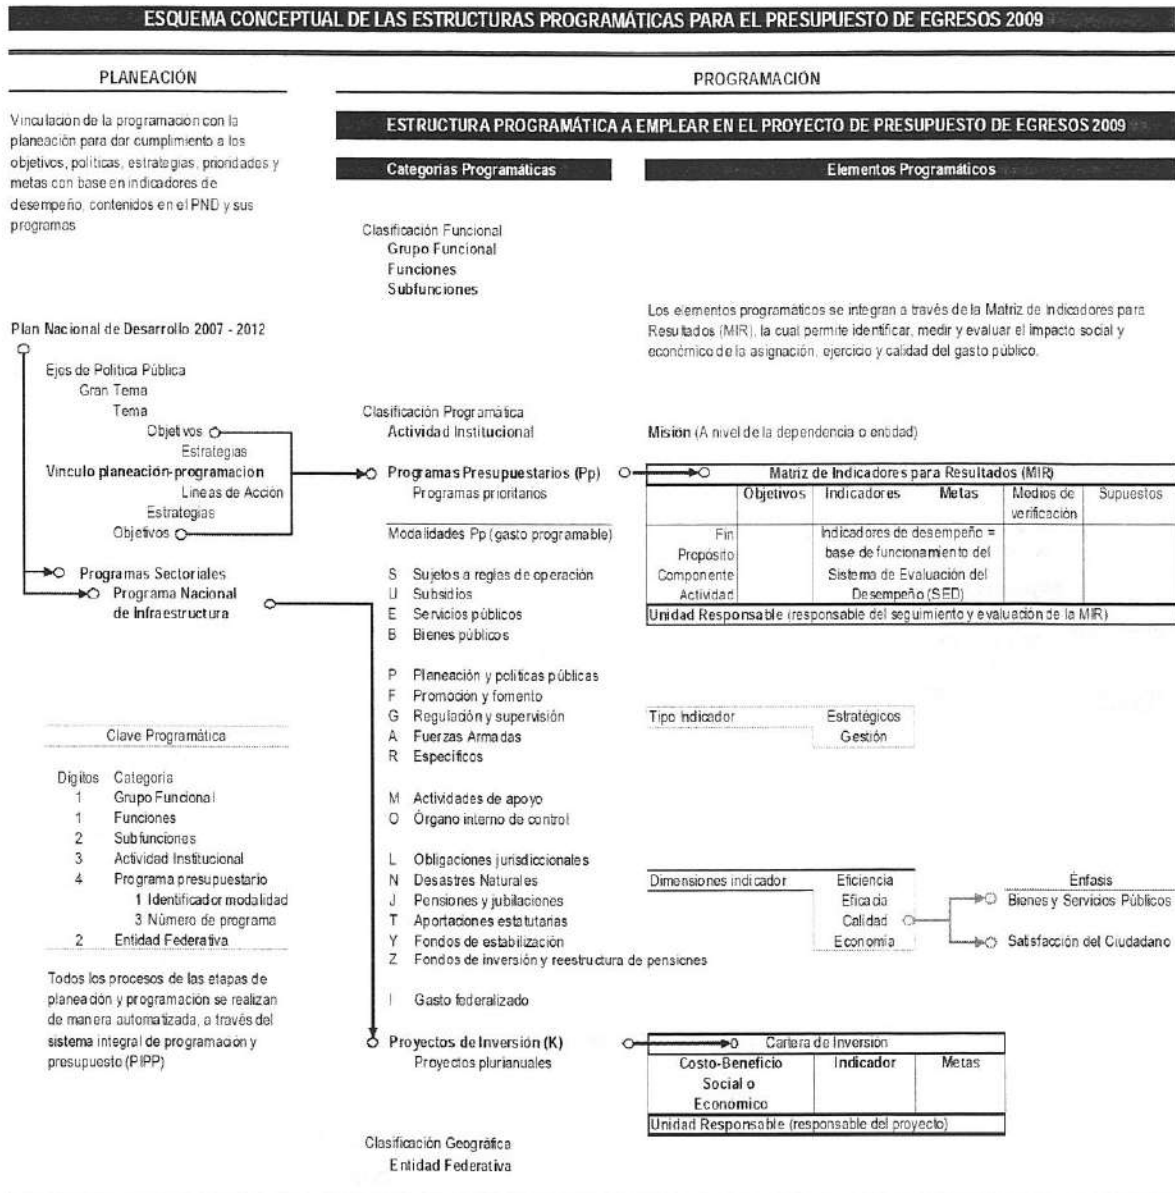 ESQUEMA CONCEPTUAL DE LAS ESTRUCTURAS PROGRAMÁTICAS PARA EL PRESUPUESTO DE EGRESOS 2009
PLANEACIÓN
Vinculación de la programación con la
planeación para dar cumplimiento a los
objetivos, políticas, estrategias, prioridades y
metas con base en indicadores de
desempeño, contenidos en el PND y sus
programas
Plan Nacional de Desarrollo 2007 - 2012
Ejes de Política Pública
Gran Tema
Tema
Objetivos
Estrategias
Vínculo planeación-programación
Líneas de Acción
Estrategias
Objetivos
Programas Sectoriales
Programa Nacional
de Infraestructura
Clave Programática
Dígitos Categoría
1 Grupo Funcional
1 Funciones
2 Subfunciones
3 Actividad Institucional
4 Programa presupuestario
1 Identificador modalidad
3 Número de programa
2 Entidad Federativa
Todos los procesos de las etapas de
planeación y programación se realizan
de manera automatizada, a través del
sistema integral de programación y
presupuesto (PIPP)
PROGRAMACIÓN
ESTRUCTURA PROGRAMÁTICA A EMPLEAR EN EL PROYECTO DE PRESUPUESTO DE EGRESOS 2009
Categorías Programáticas
Clasificación Funcional
Grupo Funcional
Funciones
Subfunciones
Clasificación Programática
Actividad Institucional
Programas Presupuestarios (Pp)
Programas prioritarios
Modalidades Pp (gasto programable)
S Sujetos a reglas de operación
U Subsidios
E Servicios públicos
B Bienes públicos
P Planeación y políticas públicas
F Promoción y fomento
G Regulación y supervisión
A Fuerzas Armadas
R Específicos
M Actividades de apoyo
O Órgano interno de control
L Obligaciones jurisdiccionales
N Desastres Naturales
J Pensiones y jubilaciones
T Aportaciones estatutarias
Y Fondos de estabilización
Z Fondos de inversión y reestructura de pensiones
I Gasto federalizado
Proyectos de Inversión (K)
Proyectos plurianuales
Clasificación Geográfica
Entidad Federativa
Elementos Programáticos
Los elementos programáticos se integran a través de la Matriz de Indicadores para
Resultados (MIR), la cual permite identificar, medir y evaluar el impacto social y
económico de la asignación, ejercicio y calidad del gasto público.
Misión (A nivel de la dependencia o entidad)
Matriz de Indicadores para Resultados (MIR)
Objetivos Indicadores Metas Medios de Supuestos
verificación
Fin Indicadores de desempeño =
Propósito base de funcionamiento del
Componente Sistema de Evaluación del
Actividad Desempeño (SED)
Unidad Responsable (responsable del seguimiento y evaluación de la MIR)
Tipo Indicador Estratégicos
Gestión
Dimensiones indicador Eficiencia
Eficacia
Calidad
Economía
Énfasis
Bienes y Servicios Públicos
Satisfacción del Ciudadano
Cartera de Inversión
Costo-Beneficio Indicador Metas
Social o
Economico
Unidad Responsable (responsable del proyecto)